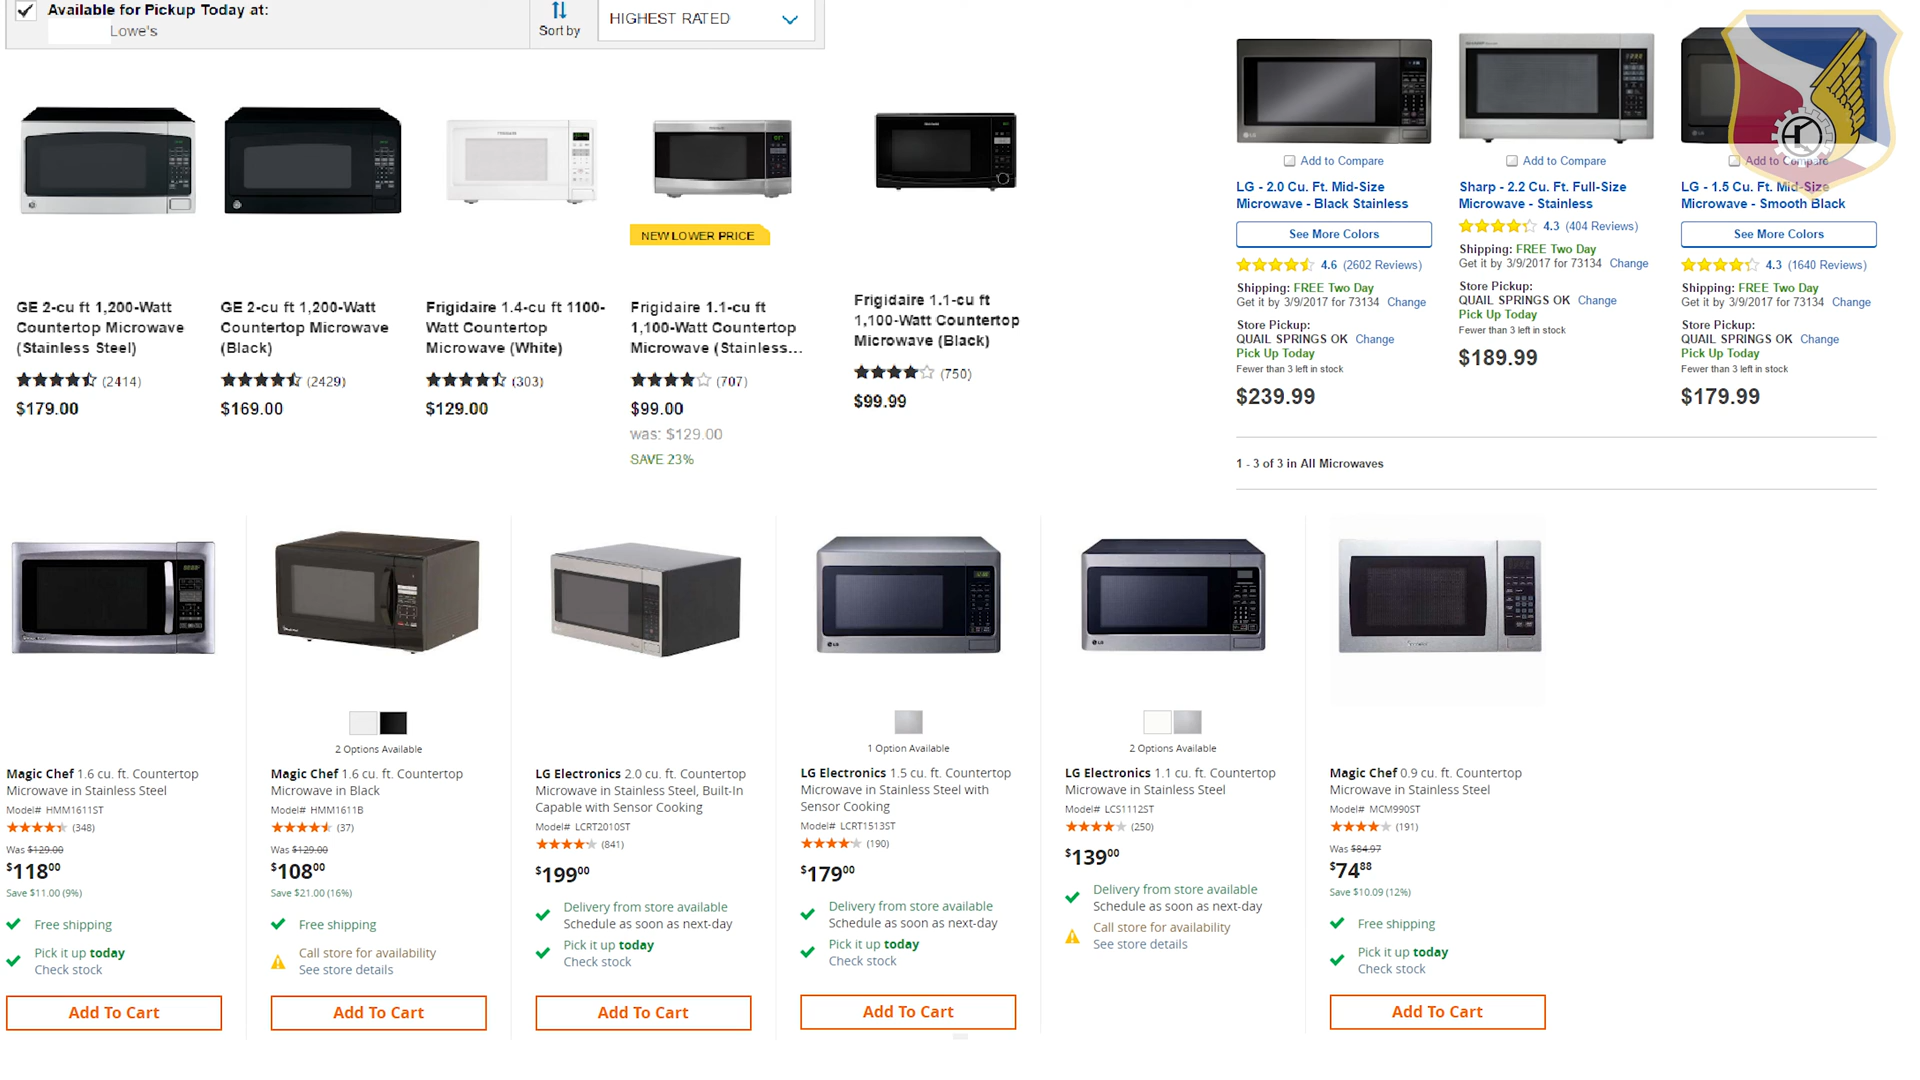 Available for Pickup Today at:
Lowe's
Sort by
HIGHEST RATED
NEW LOWER PRICE
GE 2-cu ft 1,200-Watt
Countertop Microwave
(Stainless Steel)
(2414)
$179.00
GE 2-cu ft 1,200-Watt
Countertop Microwave
(Black)
(2429)
$169.00
Frigidaire 1.4-cu ft 1100-
Watt Countertop
Microwave (White)
(303)
$129.00
Frigidaire 1.1-cu ft
1,100-Watt Countertop
Microwave (Stainless...
(707)
$99.00
was: $129.00
SAVE 23%
Frigidaire 1.1-cu ft
1,100-Watt Countertop
Microwave (Black)
(750)
$99.99
Add to Compare
LG - 2.0 Cu. Ft. Mid-Size
Microwave - Black Stainless
See More Colors
4.6 (2602 Reviews)
Shipping: FREE Two Day
Get it by 3/9/2017 for 73134 Change
Store Pickup:
QUAIL SPRINGS OK Change
Pick Up Today
Fewer than 3 left in stock
$239.99
Add to Compare
Sharp - 2.2 Cu. Ft. Full-Size
Microwave - Stainless
4.3 (404 Reviews)
Shipping: FREE Two Day
Get it by 3/9/2017 for 73134 Change
Store Pickup:
QUAIL SPRINGS OK Change
Pick Up Today
Fewer than 3 left in stock
$189.99
Add to Compare
LG - 1.5 Cu. Ft. Mid-Size
Microwave - Smooth Black
See More Colors
4.3 (1640 Reviews)
Shipping: FREE Two Day
Get it by 3/9/2017 for 73134 Change
Store Pickup:
QUAIL SPRINGS OK Change
Pick Up Today
Fewer than 3 left in stock
$179.99
1 - 3 of 3 in All Microwaves
Magic Chef 1.6 cu. ft. Countertop
Microwave in Stainless Steel
Model# HMM1611ST
(348)
Was $129.00
$11800
Save $11.00 (9%)
Free shipping
Pick it up today
Check stock
Add To Cart
2 Options Available
Magic Chef 1.6 cu. ft. Countertop
Microwave in Black
Model# HMM1611B
(37)
Was $129.00
$10800
Save $21.00 (16%)
Free shipping
Call store for availability
See store details
Add To Cart
LG Electronics 2.0 cu. ft. Countertop
Microwave in Stainless Steel, Built-In
Capable with Sensor Cooking
Model# LCRT2010ST
(841)
$19900
Delivery from store available
Schedule as soon as next-day
Pick it up today
Check stock
Add To Cart
1 Option Available
LG Electronics 1.5 cu. ft. Countertop
Microwave in Stainless Steel with
Sensor Cooking
Model# LCRT1513ST
(190)
$17900
Delivery from store available
Schedule as soon as next-day
Pick it up today
Check stock
Add To Cart
2 Options Available
LG Electronics 1.1 cu. ft. Countertop
Microwave in Stainless Steel
Model# LCS1112ST
(250)
$13900
Delivery from store available
Schedule as soon as next-day
Call store for availability
See store details
Magic Chef 0.9 cu. ft. Countertop
Microwave in Stainless Steel
Model# MCM990ST
(191)
Was $84.97
$7488
Save $10.09 (12%)
Free shipping
Pick it up today
Check stock
Add To Cart